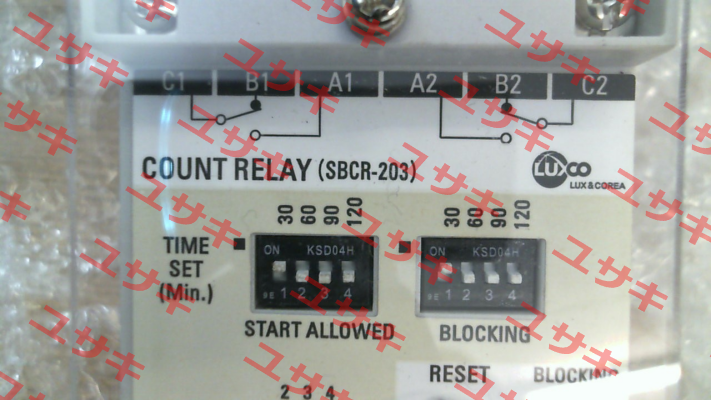 C1 B1 A1 A2 B2 C2
COUNT RELAY (SBCR-203)
LUXCO
LUX&COREA
30 60 90 120 30 60 90 120
TIME SET (Min.)
ON KSD04H
1 2 3 4
ON KSD04H
1 2 3 4
START ALLOWED BLOCKING
RESET BLOCKING
2 3 4
ユサキ